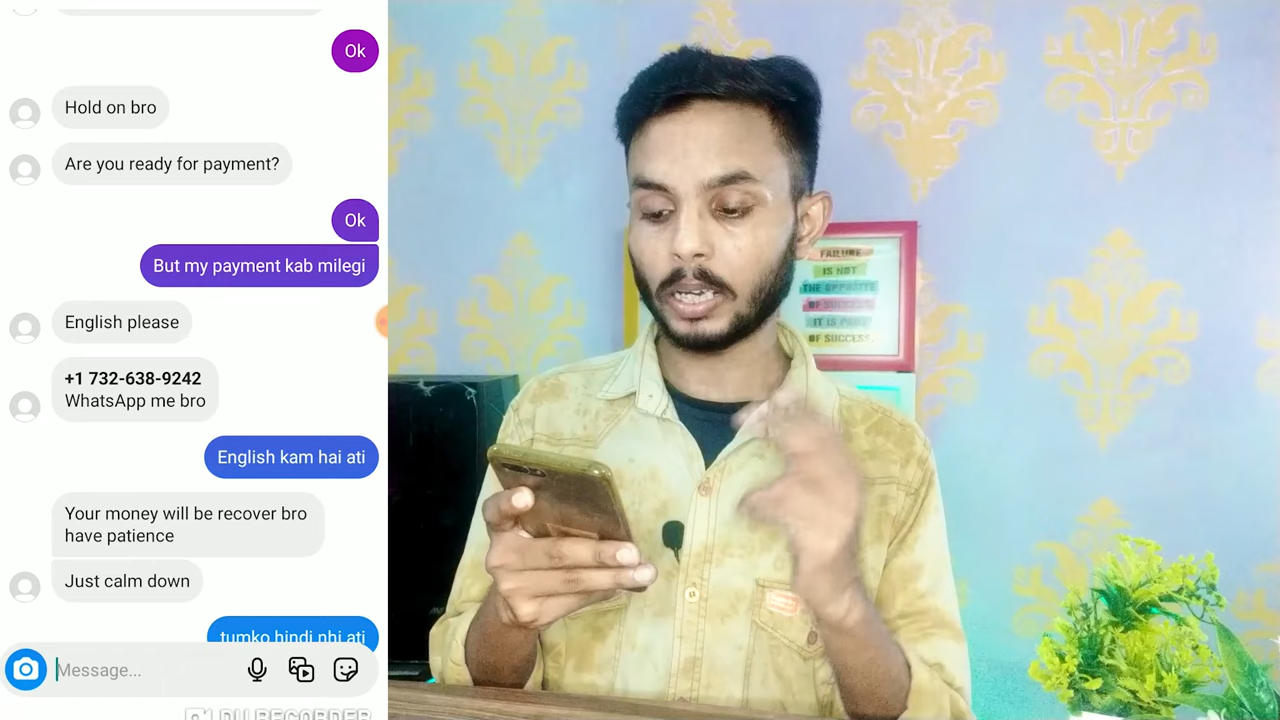 Ok
Hold on bro
Are you ready for payment?
Ok
But my payment kab milegi
English please
+1 732-638-9242
WhatsApp me bro
English kam hai ati
Your money will be recover bro
have patience
Just calm down
tumko hindi nhi ati
Message...
DU RECORDER
FAILURE
IS NOT
THE OPPOSITE
OF SUCCESS
IT IS PART
OF SUCCESS.